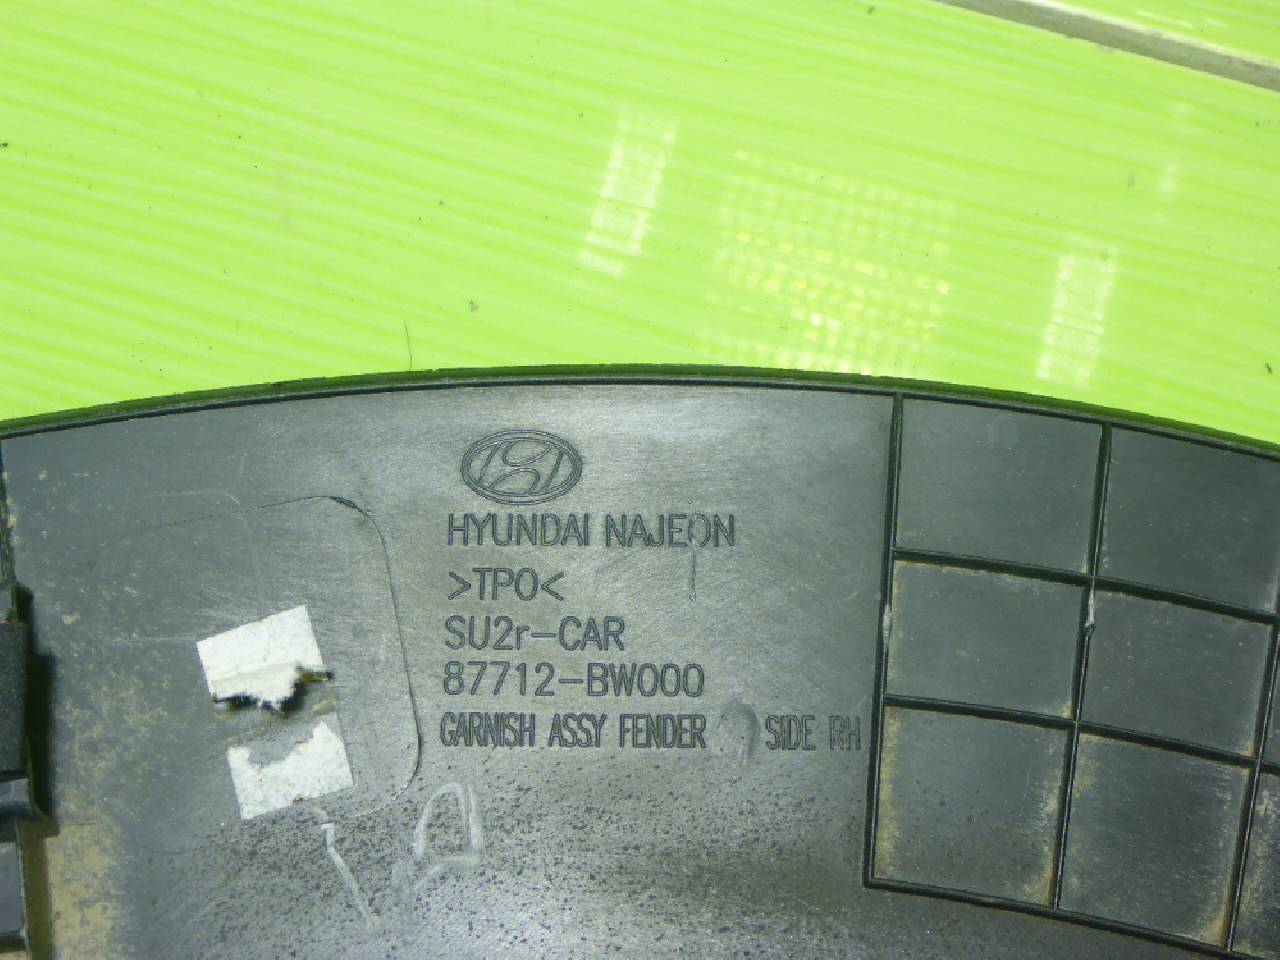 HYUNDAI NAJEON
>TPO<
SU2r-CAR
87712-BW000
GARNISH ASSY FENDER SIDE RH